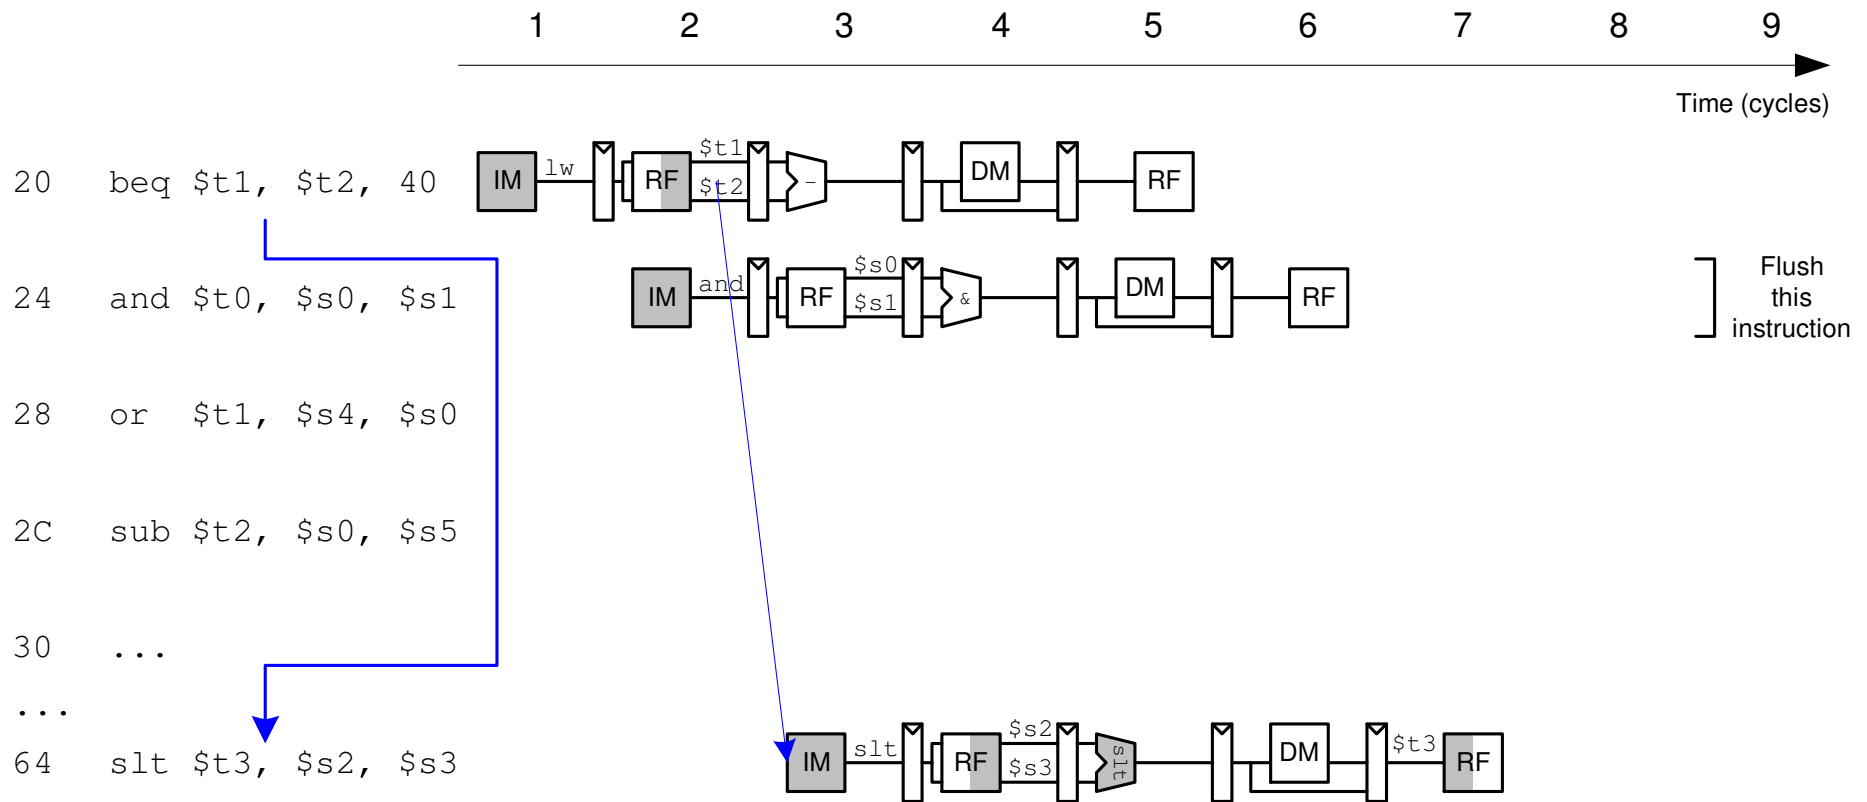 1 2 3 4 5 6 7 8 9
Time (cycles)
20 beq $t1, $t2, 40 IM lw RF $t1 $t2 - DM RF
24 and $t0, $s0, $s1 IM and RF $s0 $s1 & DM RF
Flush
this
instruction
28 or $t1, $s4, $s0
2C sub $t2, $s0, $s5
30 ...
...
64 slt $t3, $s2, $s3 IM slt RF $s2 $s3 slt DM $t3 RF